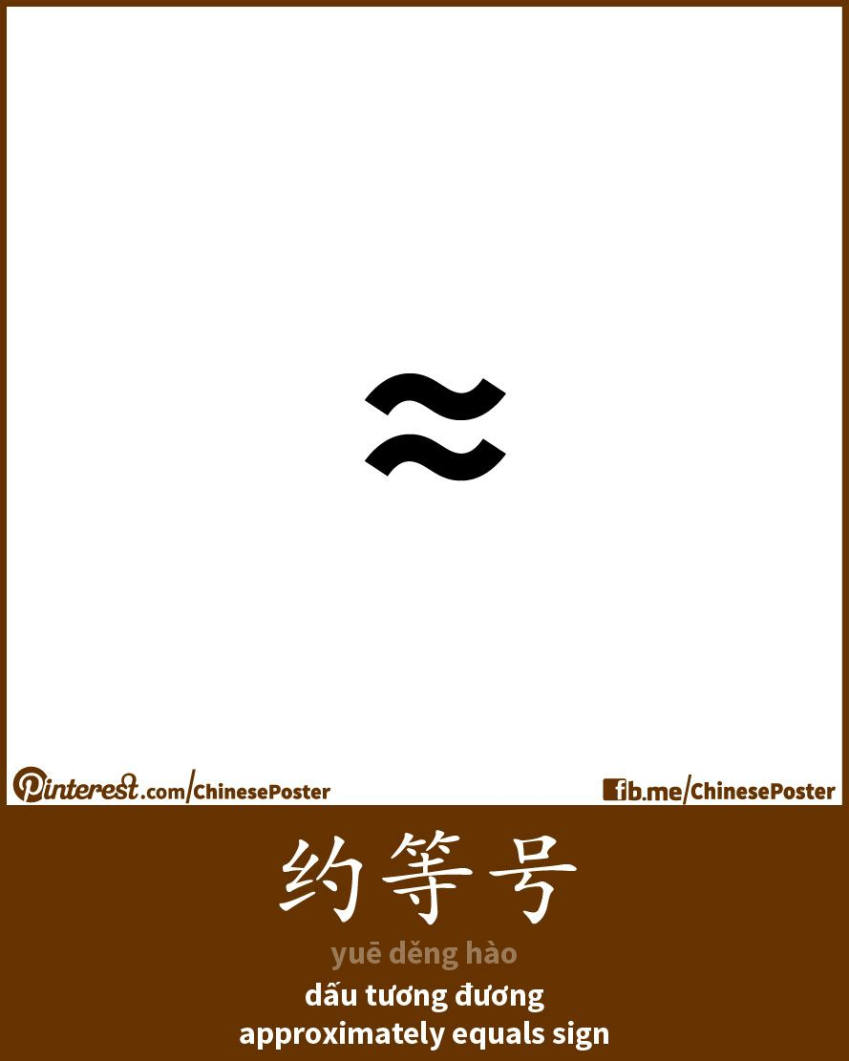 ≈
Pinterest.com/ChinesePoster
fb.me/ChinesePoster
约等号
yuē děng hào
dấu tương đương
approximately equals sign